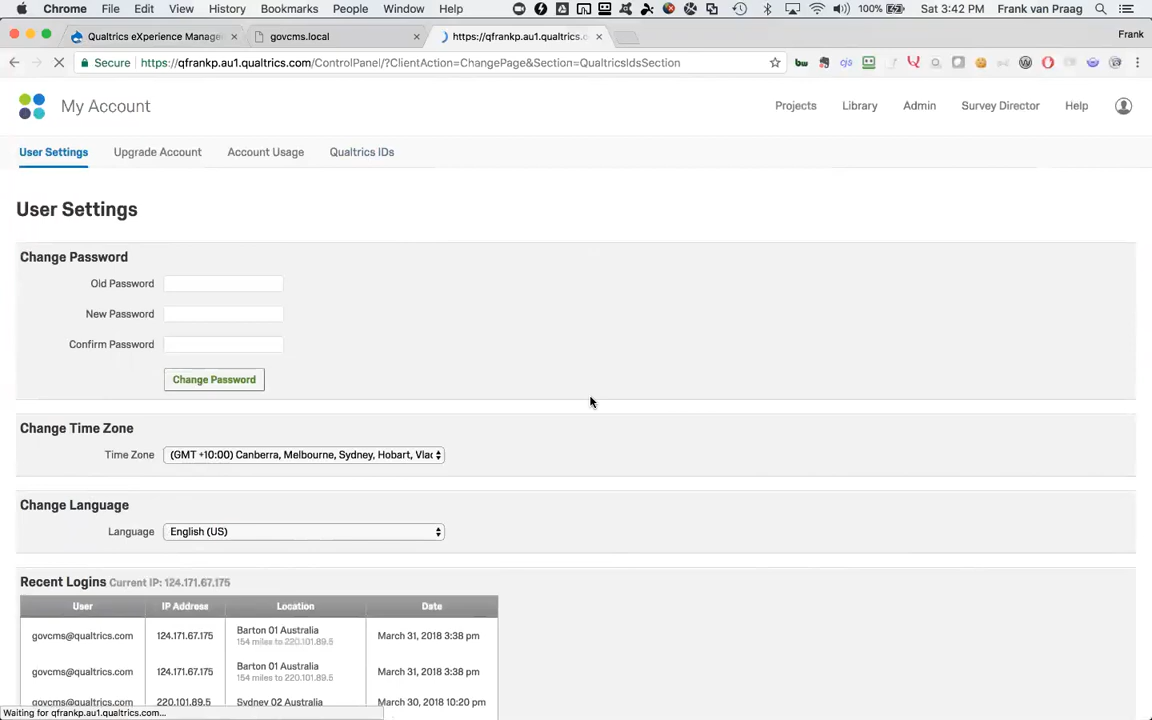 Chrome File Edit View History Bookmarks People Window Help 100% Sat 3:42 PM Frank van Praag
Qualtrics eXperience Manage
govcms.local
https://qfrankp.au1.qualtrics.c
Frank
Secure https://qfrankp.au1.qualtrics.com/ControlPanel/?ClientAction=ChangePage&Section=QualtricsIdsSection
My Account
Projects Library Admin Survey Director Help
User Settings Upgrade Account Account Usage Qualtrics IDs
User Settings
Change Password
Old Password
New Password
Confirm Password
Change Password
Change Time Zone
Time Zone (GMT +10:00) Canberra, Melbourne, Sydney, Hobart, Vlac
Change Language
Language English (US)
Recent Logins Current IP: 124.171.67.175
User IP Address Location Date
govcms@qualtrics.com 124.171.67.175 Barton 01 Australia March 31, 2018 3:38 pm
154 miles to 220.101.89.5
govcms@qualtrics.com 124.171.67.175 Barton 01 Australia March 31, 2018 3:38 pm
154 miles to 220.101.89.5
govcms@qualtrics.com 220.101.89.5 Sydney 02 Australia March 30, 2018 10:20 pm
Waiting for qfrankp.au1.qualtrics.com...